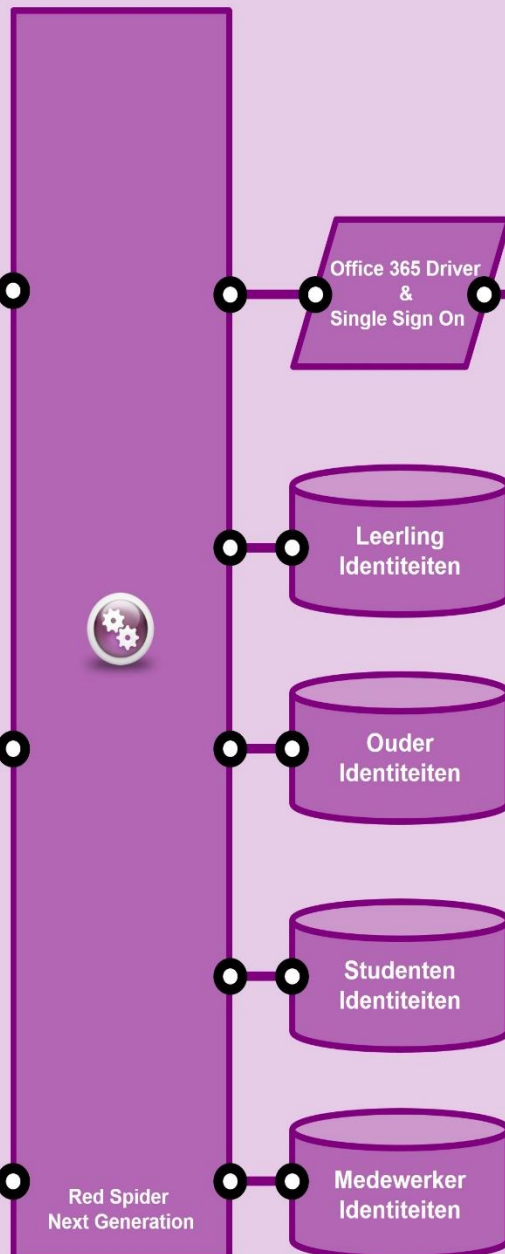 Office 365 Driver
&
Single Sign On
Leerling
Identiteiten
Ouder
Identiteiten
Studenten
Identiteiten
Medewerker
Identiteiten
Red Spider
Next Generation